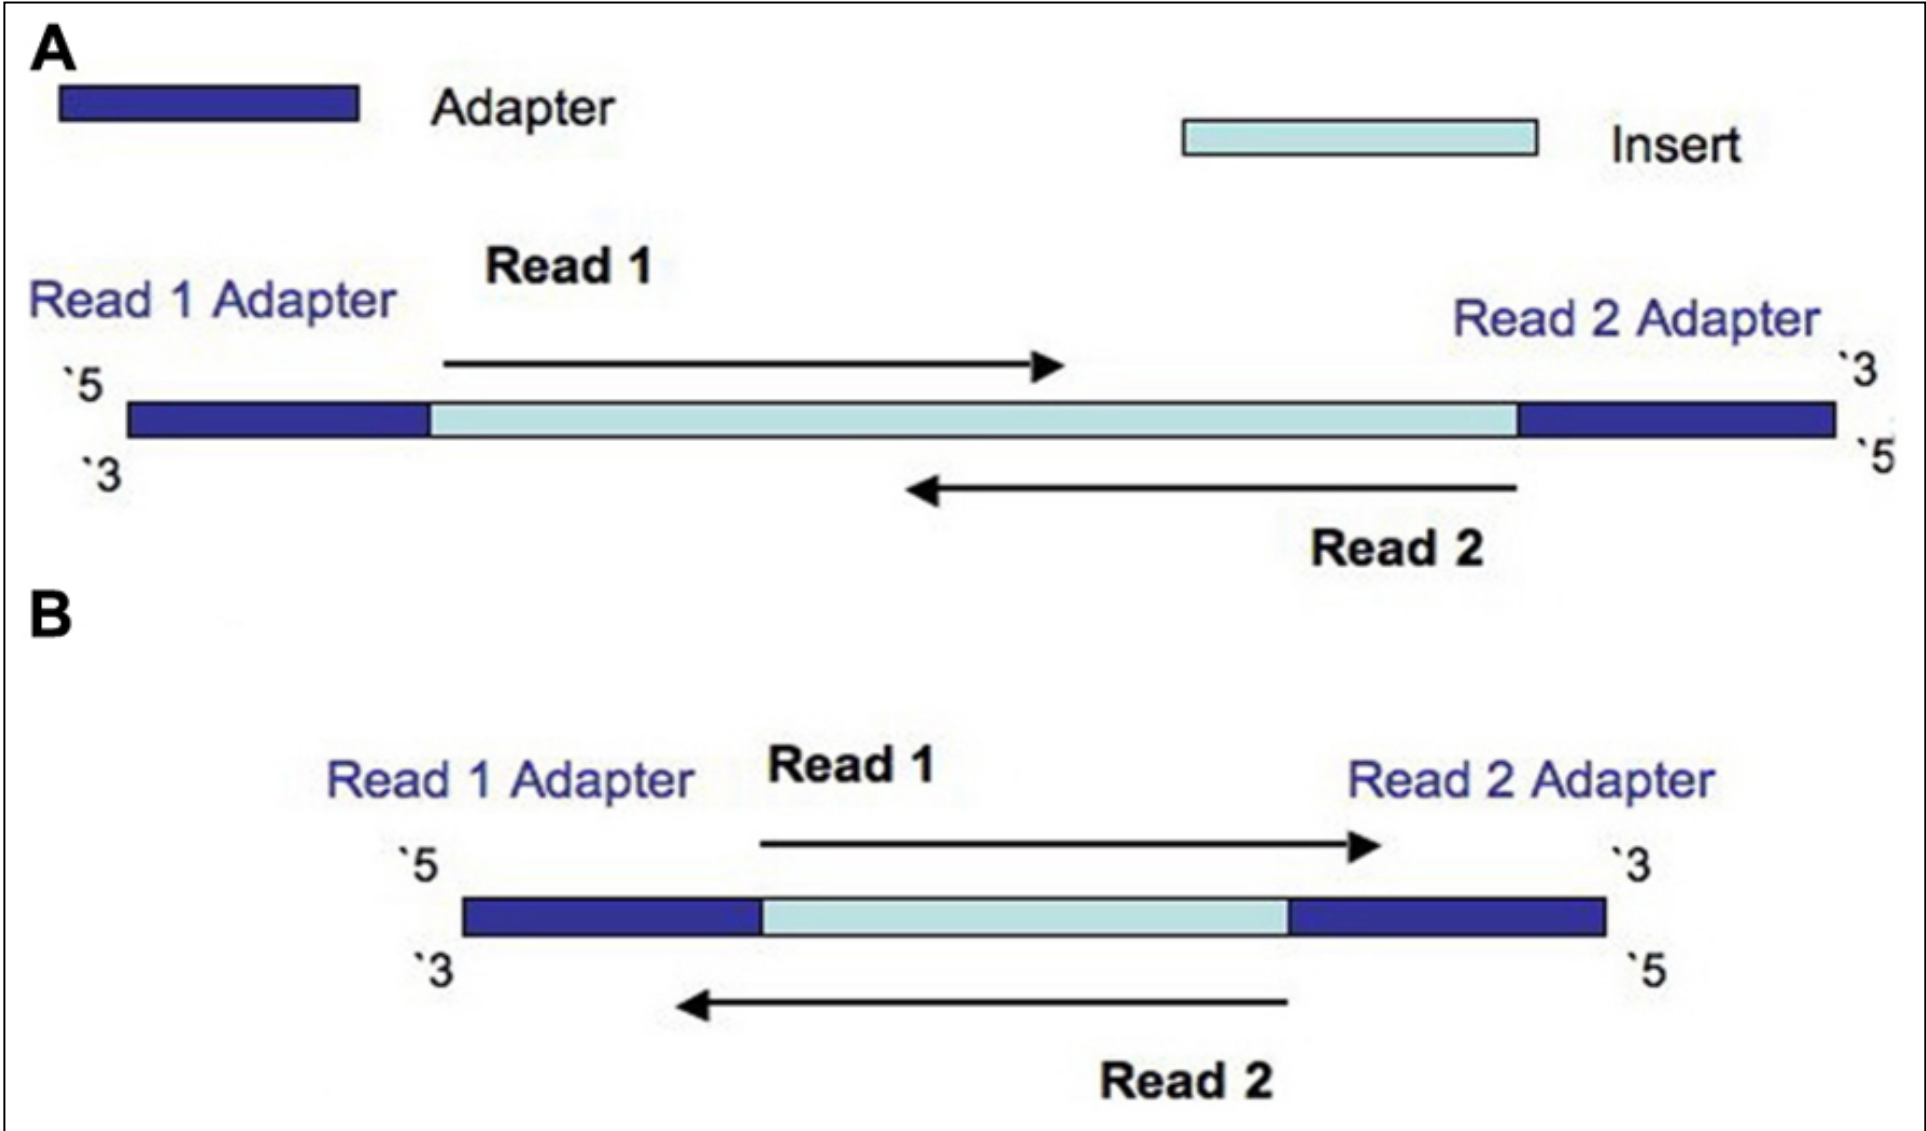 A
Adapter
Insert
Read 1
Read 1 Adapter
Read 2 Adapter
`5
`3
`3
`5
Read 2
B
Read 1
Read 1 Adapter
Read 2 Adapter
`5
`3
`3
`5
Read 2